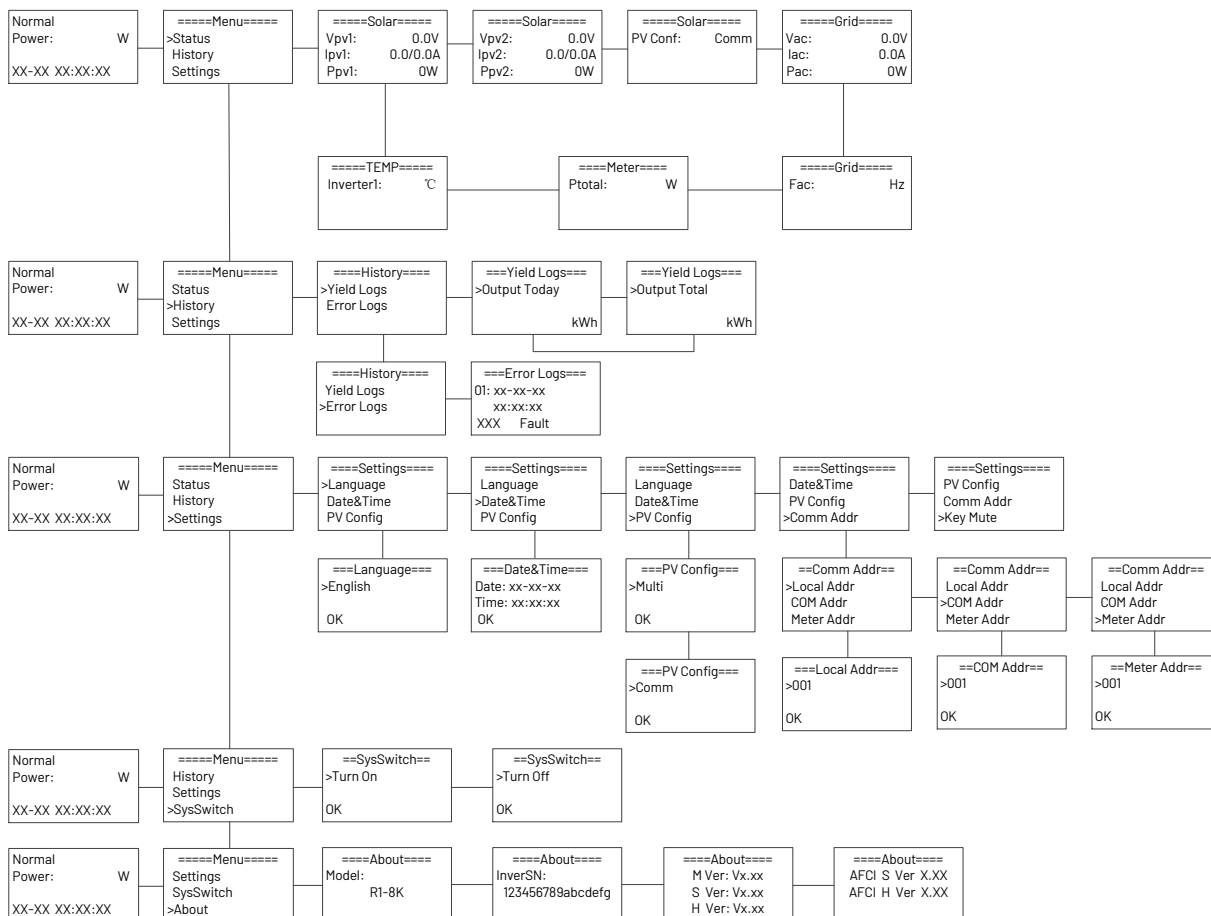 Normal
Power: W
XX-XX XX:XX:XX
=====Menu=====
>Status
History
Settings
=====Solar=====
Vpv1: 0.0V
Ipv1: 0.0/0.0A
Ppv1: 0W
=====Solar=====
Vpv2: 0.0V
Ipv2: 0.0/0.0A
Ppv2: 0W
=====Solar=====
PV Conf: Comm
=====Grid=====
Vac: 0.0V
Iac: 0.0A
Pac: 0W
=====TEMP=====
Inverter1: ℃
====Meter====
Ptotal: W
=====Grid=====
Fac: Hz
Normal
Power: W
XX-XX XX:XX:XX
=====Menu=====
Status
>History
Settings
====History====
>Yield Logs
Error Logs
===Yield Logs===
>Output Today
kWh
===Yield Logs===
>Output Total
kWh
====History====
Yield Logs
>Error Logs
===Error Logs===
01: xx-xx-xx
xx:xx:xx
XXX Fault
Normal
Power: W
XX-XX XX:XX:XX
=====Menu=====
Status
History
>Settings
====Settings====
>Language
Date&Time
PV Config
====Settings====
Language
>Date&Time
PV Config
====Settings====
Language
Date&Time
>PV Config
====Settings====
Date&Time
PV Config
>Comm Addr
====Settings====
PV Config
Comm Addr
>Key Mute
===Language===
>English
OK
===Date&Time===
Date: xx-xx-xx
Time: xx:xx:xx
OK
===PV Config===
>Multi
OK
==Comm Addr==
>Local Addr
COM Addr
Meter Addr
==Comm Addr==
Local Addr
>COM Addr
Meter Addr
==Comm Addr==
Local Addr
COM Addr
>Meter Addr
===PV Config===
>Comm
OK
===Local Addr===
>001
OK
==COM Addr==
>001
OK
==Meter Addr==
>001
OK
Normal
Power: W
XX-XX XX:XX:XX
=====Menu=====
History
Settings
>SysSwitch
==SysSwitch==
>Turn On
OK
==SysSwitch==
>Turn Off
OK
Normal
Power: W
XX-XX XX:XX:XX
=====Menu=====
Settings
SysSwitch
>About
====About====
Model:
R1-8K
====About====
InverSN:
123456789abcdefg
====About====
M Ver: Vx.xx
S Ver: Vx.xx
H Ver: Vx.xx
====About====
AFCI S Ver X.XX
AFCI H Ver X.XX